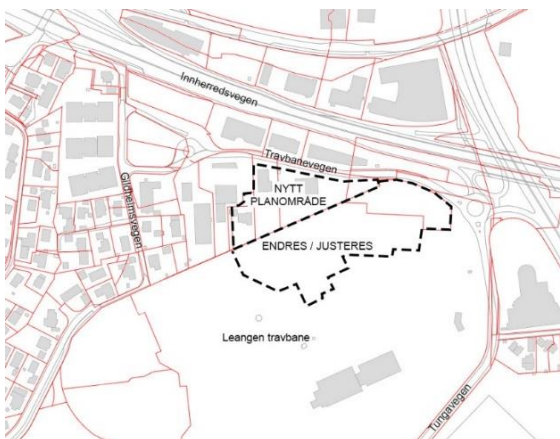 Innherredsvegen
Travbanevegen
Gildheimsvegen
NYTT
PLANOMRÅDE
ENDRES / JUSTERES
Leangen travbane
Tungavegen